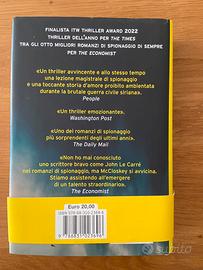 FINALISTA ITW THRILLER AWARD 2022
THRILLER DELL'ANNO PER THE TIMES
TRA GLI OTTO MIGLIORI ROMANZI DI SPIONAGGIO DI SEMPRE
PER THE ECONOMIST
«Un thriller avvincente e allo stesso tempo
una lezione magistrale di spionaggio
e una toccante storia d'amore proibito ambientata
durante la brutale guerra civile siriana».
People
«Un thriller emozionante».
Washington Post
«Uno dei romanzi di spionaggio
più sorprendenti degli ultimi anni».
The Daily Mail
«Non ho mai conosciuto
uno scrittore bravo come John Le Carré
nei romanzi di spionaggio, ma McCloskey si avvicina.
Stiamo assistendo all'emergere
di un talento straordinario».
The Economist
Euro 20,00
subito